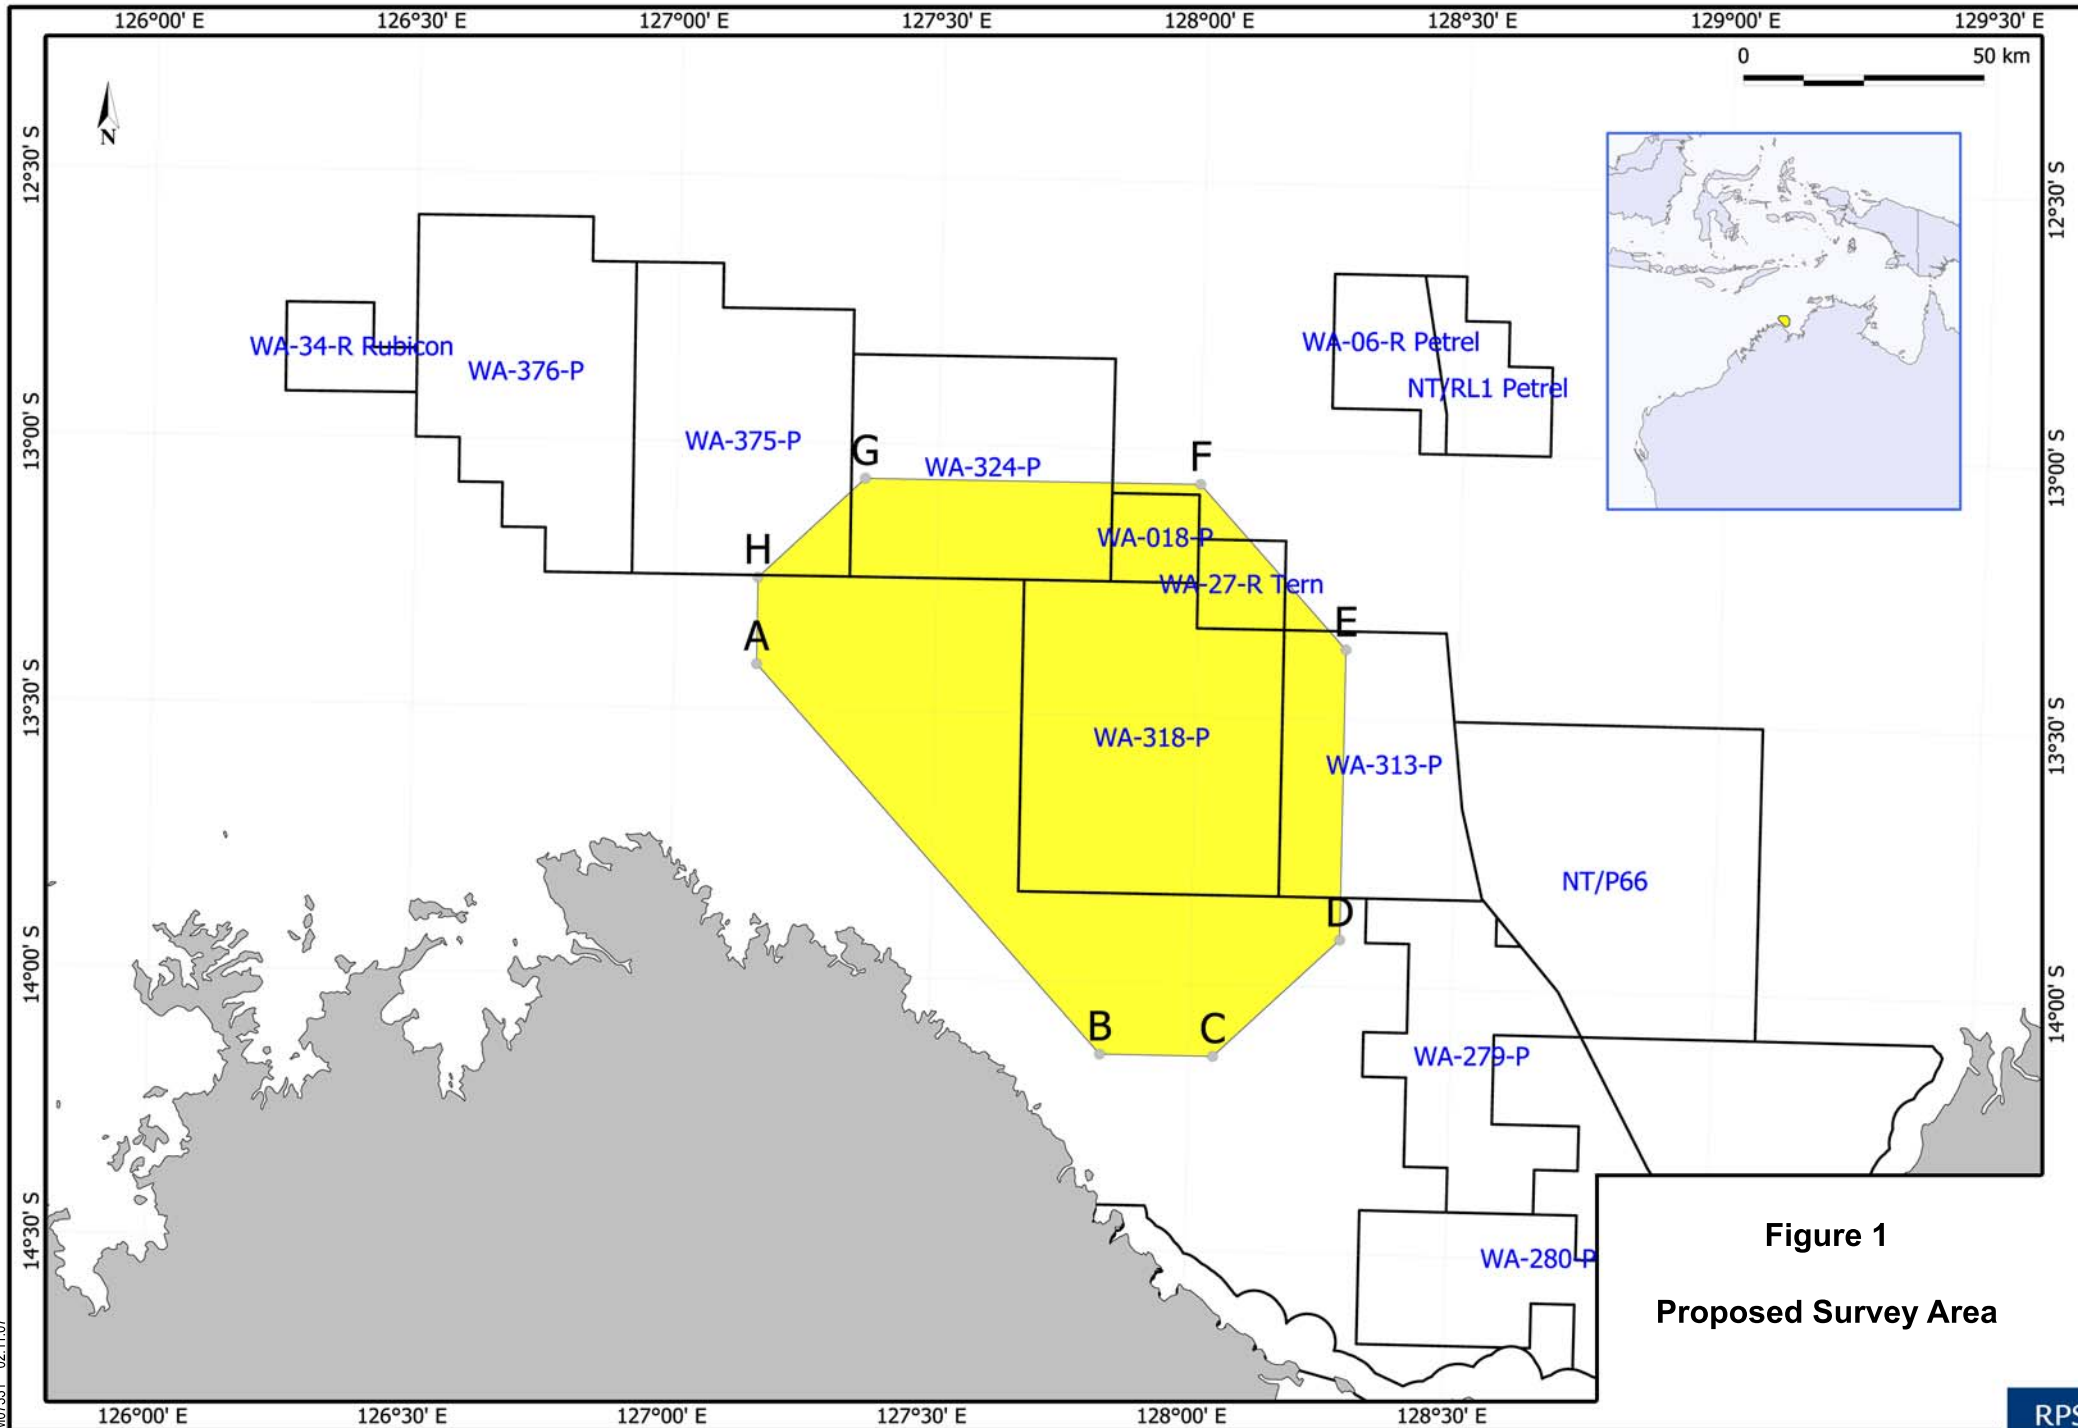 126°00' E 126°30' E 127°00' E 127°30' E 128°00' E 128°30' E 129°00' E 129°30' E
0 50 km
N
12°30' S
12°30' S
WA-34-R Rubicon
WA-376-P
WA-06-R Petrel
NT/RL1 Petrel
WA-375-P
13°00' S
13°00' S
G
WA-324-P
F
WA-018-P
H
WA-27-R Tern
A
E
13°30' S
13°30' S
WA-318-P
WA-313-P
NT/P66
D
14°00' S
14°00' S
B
C
WA-279-P
14°30' S
WA-280-P
Figure 1
Proposed Survey Area
126°00' E 126°30' E 127°00' E 127°30' E 128°00' E 128°30' E
RPS